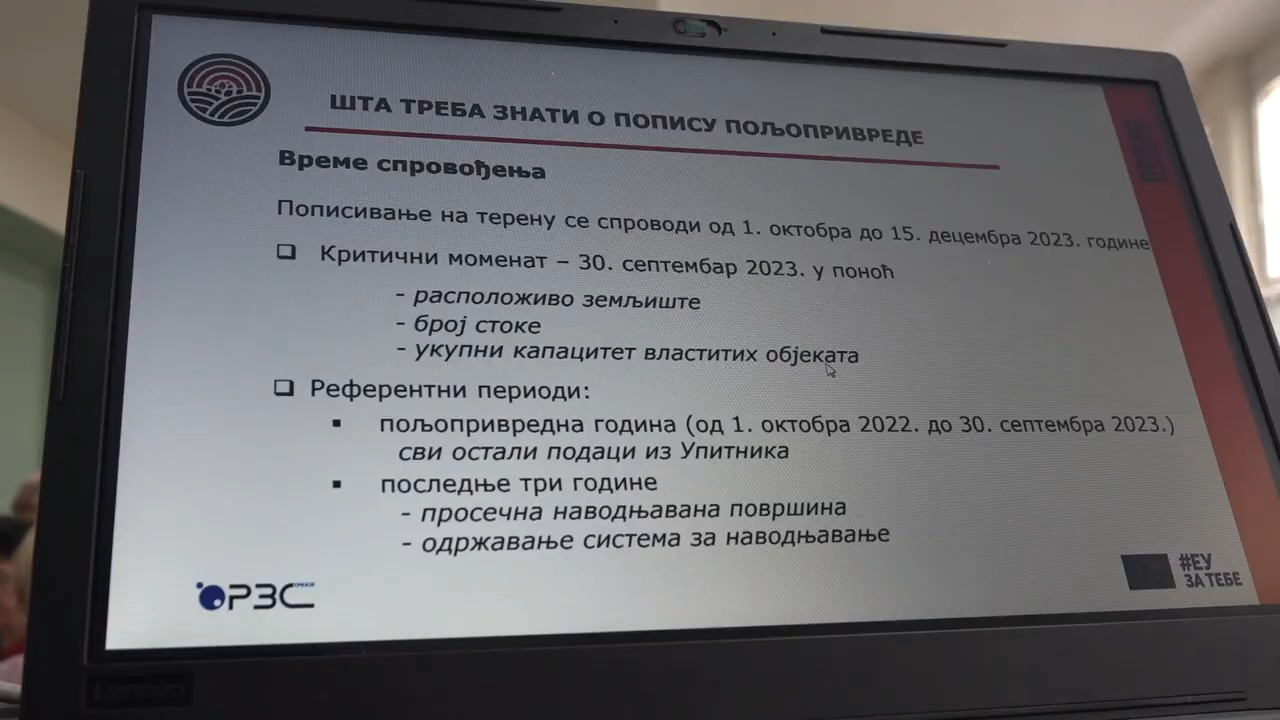 ШТА ТРЕБА ЗНАТИ О ПОПИСУ ПОЉОПРИВРЕДЕ
Време спровођења
Пописивање на терену се спроводи од 1. октобра до 15. децембра 2023. године
Критични моменат – 30. септембар 2023. у поноћ
- расположиво земљиште
- број стоке
- укупни капацитет властитих објеката
Референтни периоди:
пољопривредна година (од 1. октобра 2022. до 30. септембра 2023.)
сви остали подаци из Упитника
последње три године
- просечна наводњавана површина
- одржавање система за наводњавање
РЗС
#ЕУ
ЗА ТЕБЕ
Lenovo